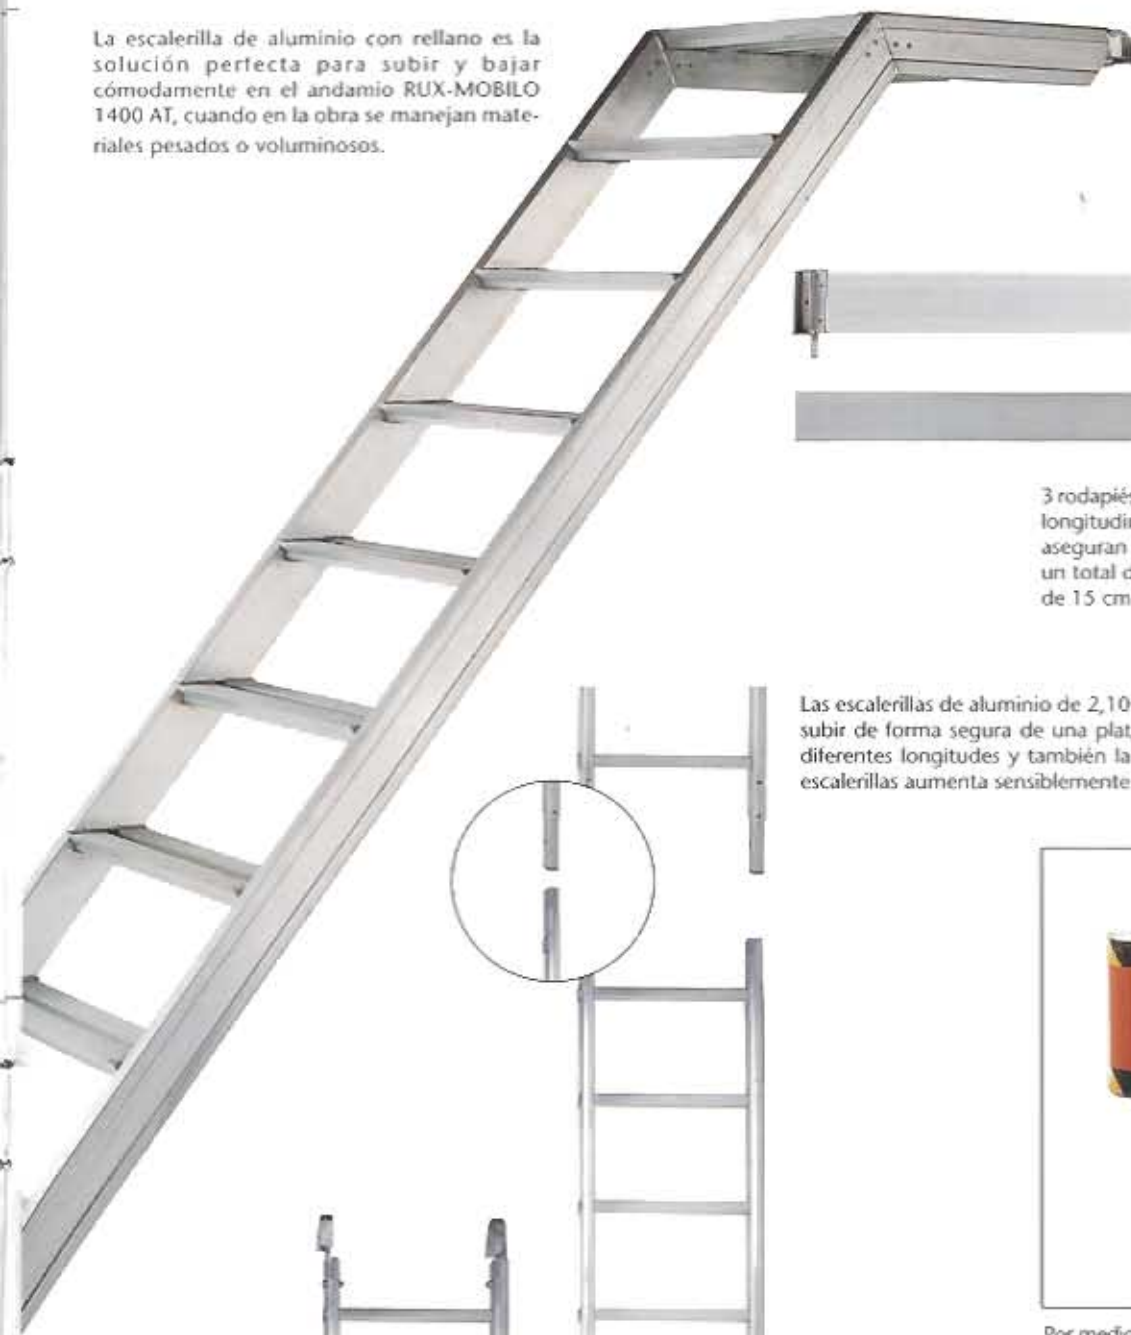 La escalerilla de aluminio con rellano es la
solución perfecta para subir y bajar
cómodamente en el andamio RUX-MOBILO
1400 AT, cuando en la obra se manejan mate-
riales pesados o voluminosos.
3 rodapiés
longitudin
aseguran
un total d
de 15 cm
Las escalerillas de aluminio de 2,10
subir de forma segura de una plat
diferentes longitudes y también la
escalerillas aumenta sensiblemente
Por medio